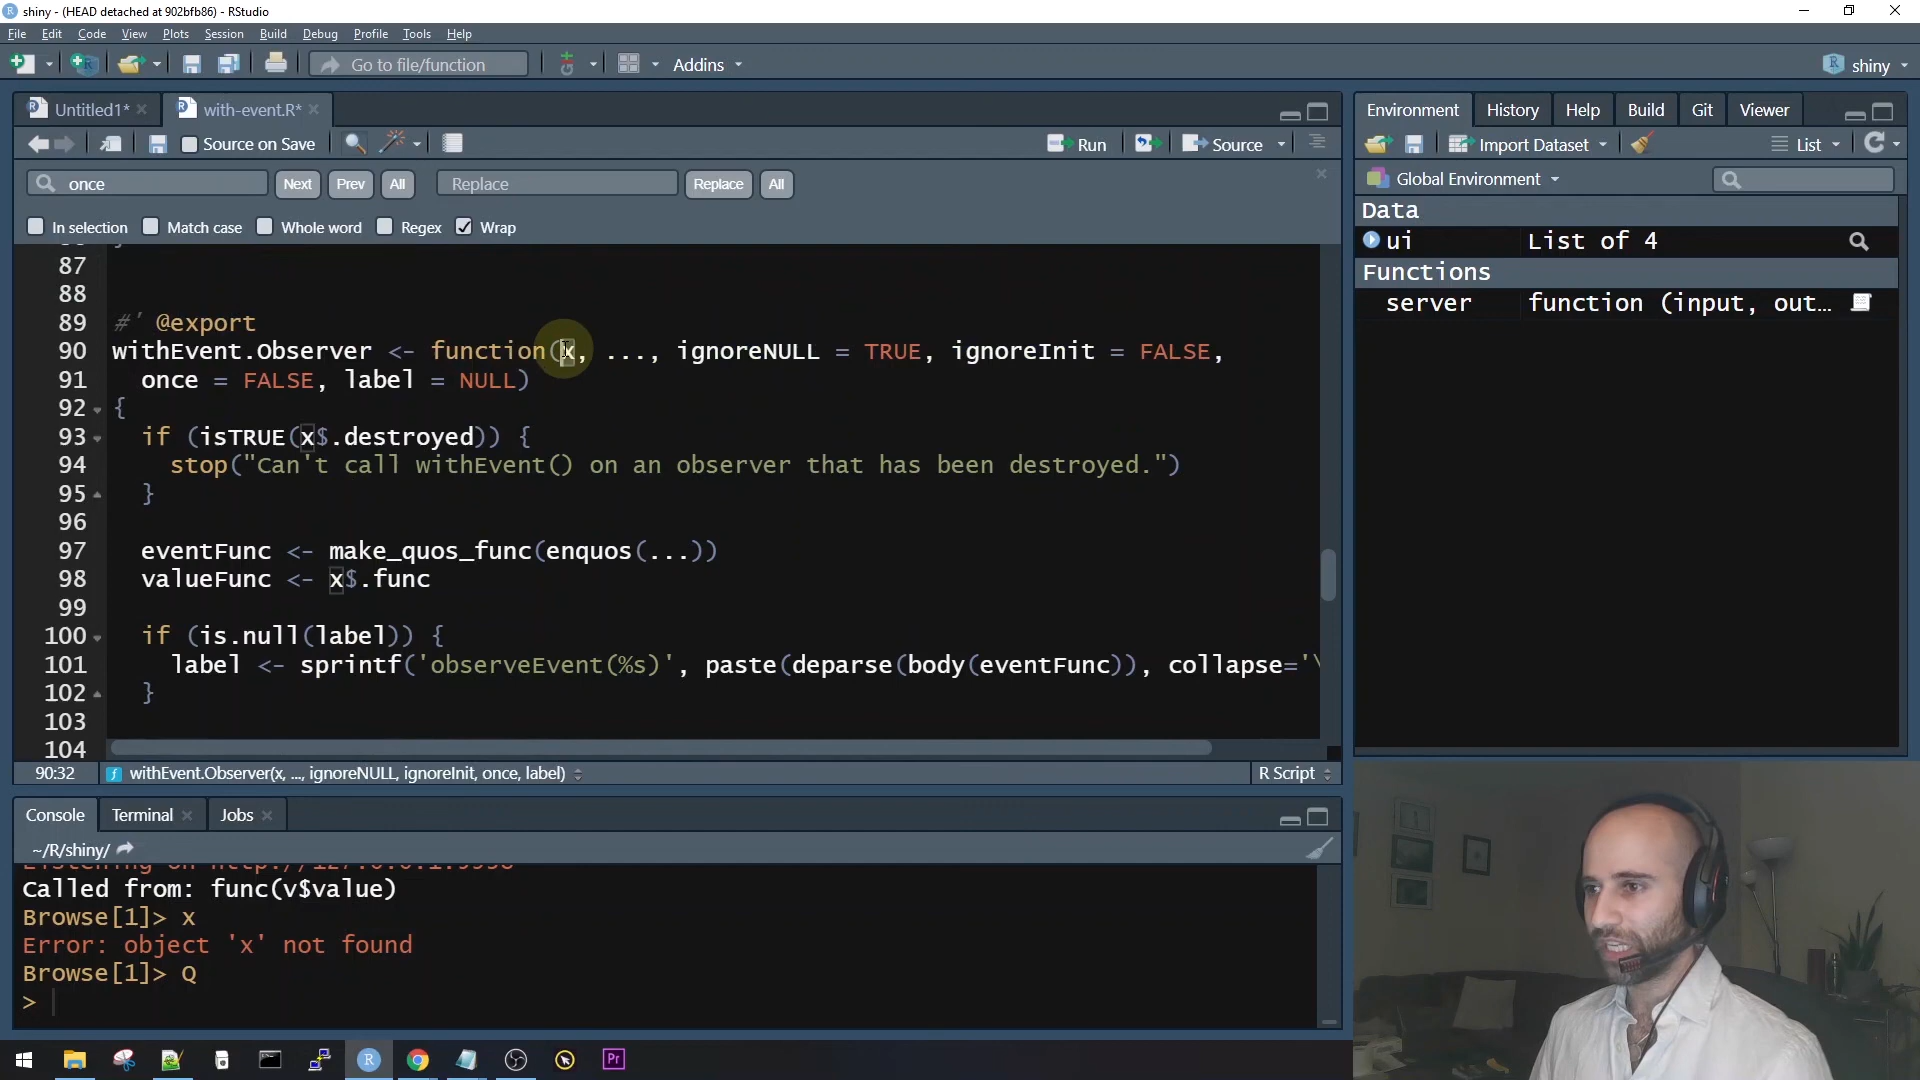 shiny - (HEAD detached at 902bfb86) - RStudio
File Edit Code View Plots Session Build Debug Profile Tools Help
Go to file/function Addins shiny
Untitled1* with-event.R*
Source on Save Run Source
once Next Prev All Replace Replace All
In selection Match case Whole word Regex Wrap
87
88
89 #' @export
90 withEvent.Observer <- function(x, ..., ignoreNULL = TRUE, ignoreInit = FALSE,
91 once = FALSE, label = NULL)
92 {
93 if (isTRUE(x$.destroyed)) {
94 stop("Can't call withEvent() on an observer that has been destroyed.")
95 }
96
97 eventFunc <- make_quos_func(enquos(...))
98 valueFunc <- x$.func
99
100 if (is.null(label)) {
101 label <- sprintf('observeEvent(%s)', paste(deparse(body(eventFunc)), collapse='\
102 }
103
104
90:32 withEvent.Observer(x, ..., ignoreNULL, ignoreInit, once, label) R Script
Console Terminal Jobs
~/R/shiny/
Called from: func(v$value)
Browse[1]> x
Error: object 'x' not found
Browse[1]> Q
>
Environment History Help Build Git Viewer
Import Dataset List
Global Environment
Data
ui List of 4
Functions
server function (input, out…
R
Pr